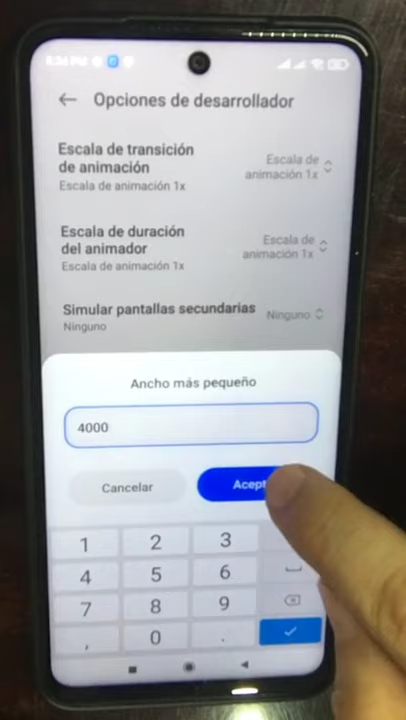 ← Opciones de desarrollador
Escala de transición
de animación
Escala de animación 1x
Escala de
animación 1x
Escala de duración
del animador
Escala de animación 1x
Escala de
animación 1x
Simular pantallas secundarias
Ninguno
Ninguno
Ancho más pequeño
4000
Cancelar
Acept
1 2 3
4 5 6
7 8 9
, 0 .